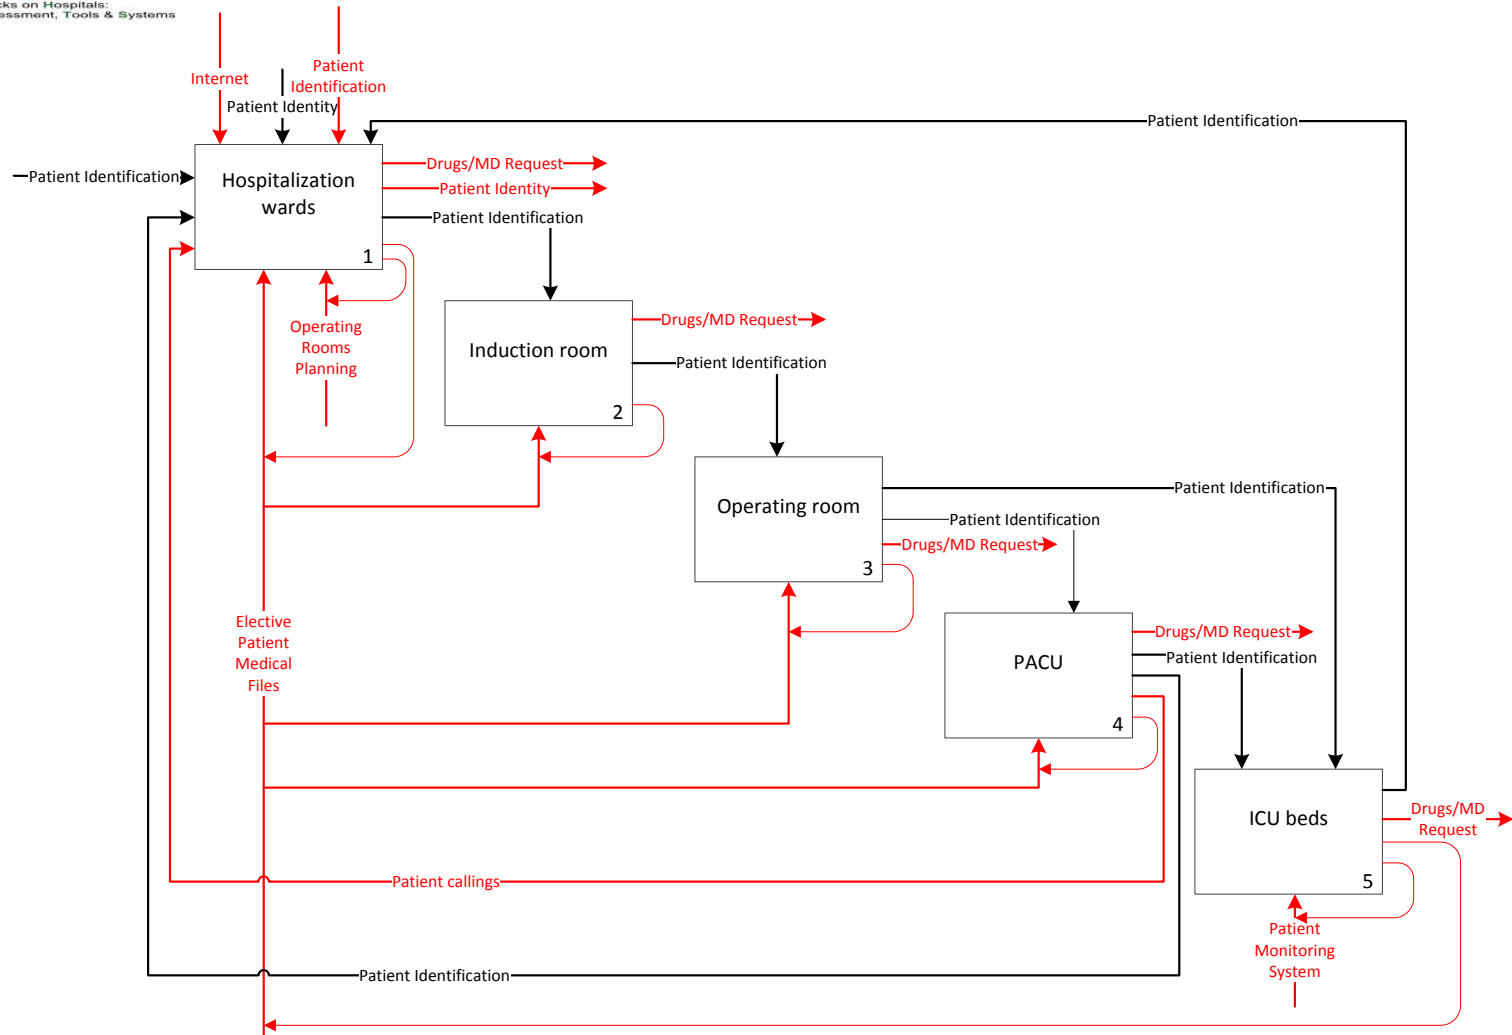 cks on Hospitals:
essment, Tools & Systems
Internet
Patient
Identification
Patient Identity
Patient Identification
Patient Identification
Hospitalization
wards
1
Drugs/MD Request
Patient Identity
Patient Identification
Operating
Rooms
Planning
Induction room
2
Drugs/MD Request
Patient Identification
Operating room
3
Patient Identification
Patient Identification
Drugs/MD Request
Elective
Patient
Medical
Files
PACU
4
Drugs/MD Request
Patient Identification
ICU beds
5
Drugs/MD
Request
Patient callings
Patient
Monitoring
System
Patient Identification